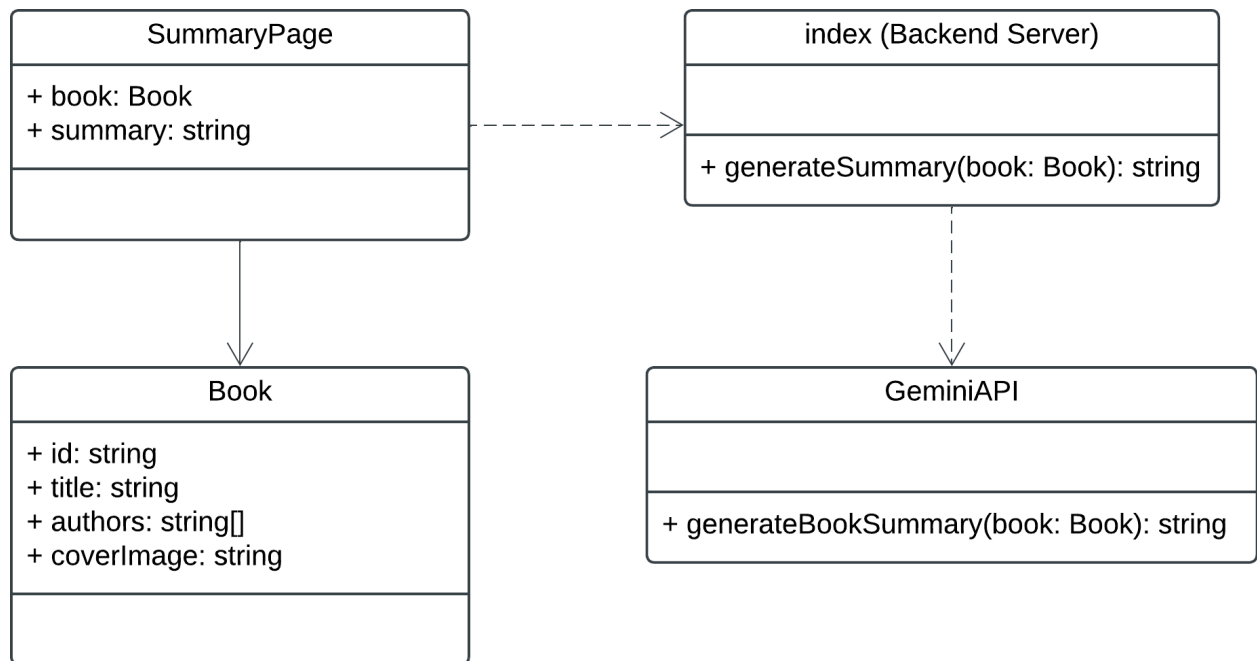 SummaryPage
+ book: Book
+ summary: string
index (Backend Server)
+ generateSummary(book: Book): string
Book
+ id: string
+ title: string
+ authors: string[]
+ coverImage: string
GeminiAPI
+ generateBookSummary(book: Book): string